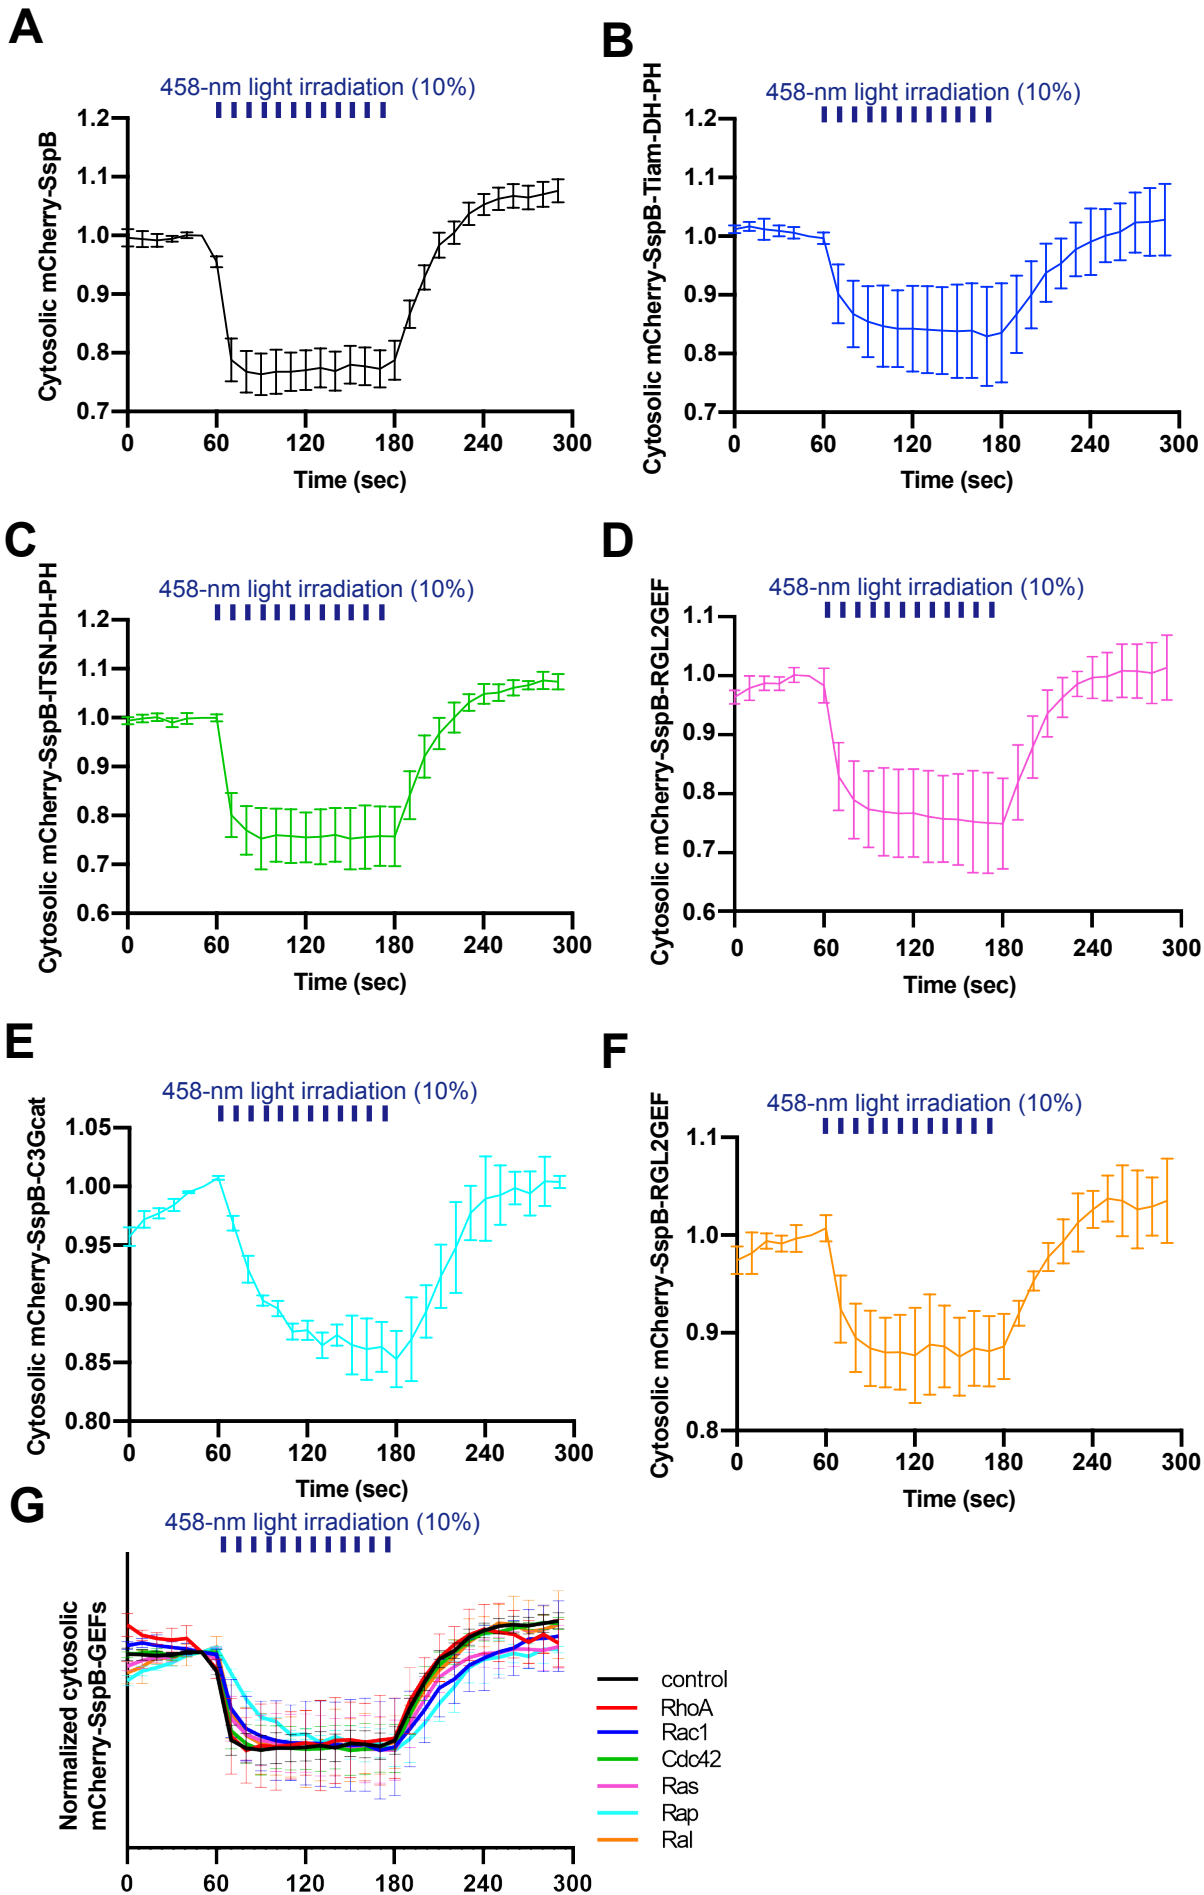 A
458-nm light irradiation (10%)
Cytosolic mCherry-SspB
1.2
1.1
1.0
0.9
0.8
0.7
0 60 120 180 240 300
Time (sec)
B
458-nm light irradiation (10%)
Cytosolic mCherry-SspB-Tiam-DH-PH
1.2
1.1
1.0
0.9
0.8
0.7
0 60 120 180 240 300
Time (sec)
C
458-nm light irradiation (10%)
Cytosolic mCherry-SspB-ITSN-DH-PH
1.2
1.1
1.0
0.9
0.8
0.7
0.6
0 60 120 180 240 300
Time (sec)
D
458-nm light irradiation (10%)
Cytosolic mCherry-SspB-RGL2GEF
1.1
1.0
0.9
0.8
0.7
0.6
0 60 120 180 240 300
Time (sec)
E
458-nm light irradiation (10%)
Cytosolic mCherry-SspB-C3Gcat
1.05
1.00
0.95
0.90
0.85
0.80
0 60 120 180 240 300
Time (sec)
F
458-nm light irradiation (10%)
Cytosolic mCherry-SspB-RGL2GEF
1.1
1.0
0.9
0.8
0 60 120 180 240 300
Time (sec)
G
458-nm light irradiation (10%)
Normalized cytosolic
mCherry-SspB-GEFs
0 60 120 180 240 300
control
RhoA
Rac1
Cdc42
Ras
Rap
Ral